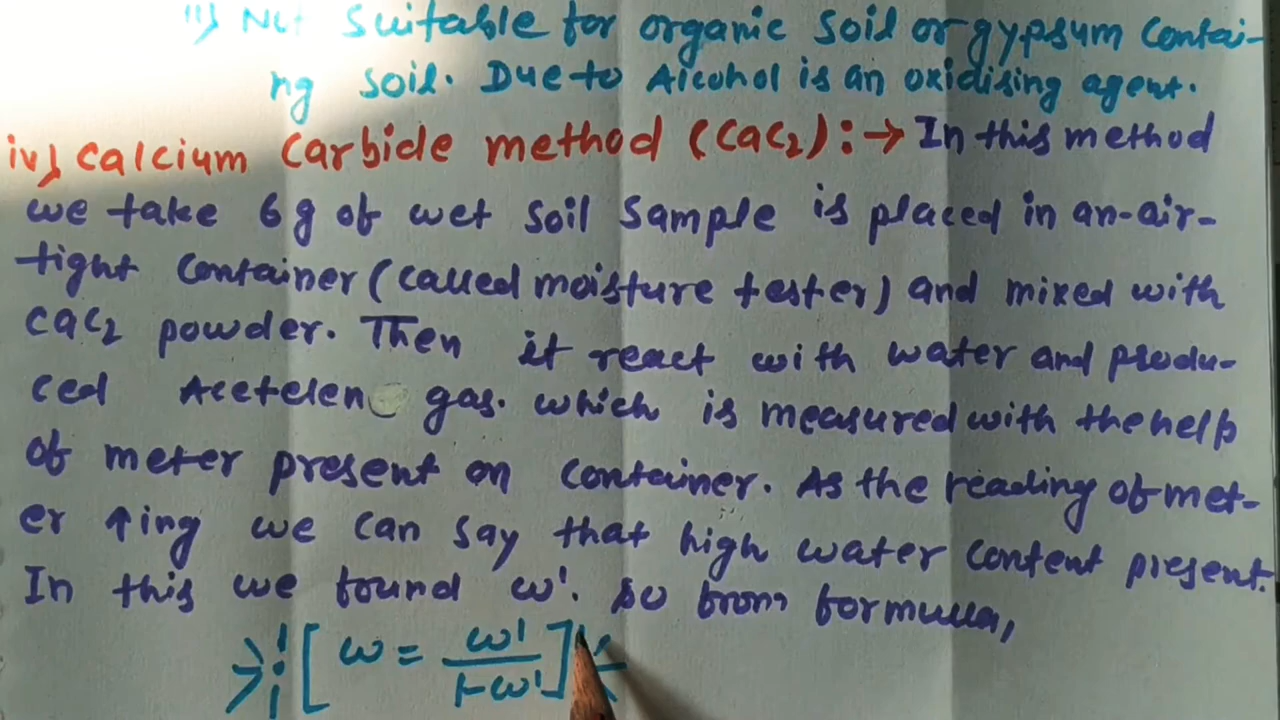 ii) Not Suitable for organic soil or gypsum Contai-
ng soil. Due to Alcohol is an oxidising agent.
iv) Calcium Carbide method (CaC₂):→ In this method
we take 6g of wet soil sample is placed in an-air-
tight container (called moisture tester) and mixed with
CaC₂ powder. Then it react with water and produ-
ced Acetelen gas. which is measured with the help
of meter present on container. As the reading of met-
er ↑ing we can say that high water content present.
In this we found w'. so from formulla,
[ w = w' / 1-w' ]